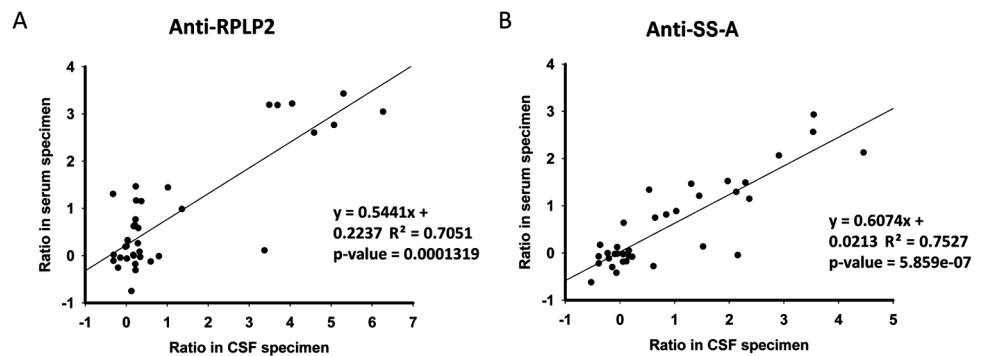 A
Anti-RPLP2
Ratio in serum specimen
4
3
2
1
0
-1
-1 0 1 2 3 4 5 6 7
Ratio in CSF specimen
y = 0.5441x +
0.2237 R² = 0.7051
p-value = 0.0001319
B
Anti-SS-A
Ratio in serum specimen
4
3
2
1
0
-1
-1 0 1 2 3 4 5
Ratio in CSF specimen
y = 0.6074x +
0.0213 R² = 0.7527
p-value = 5.859e-07